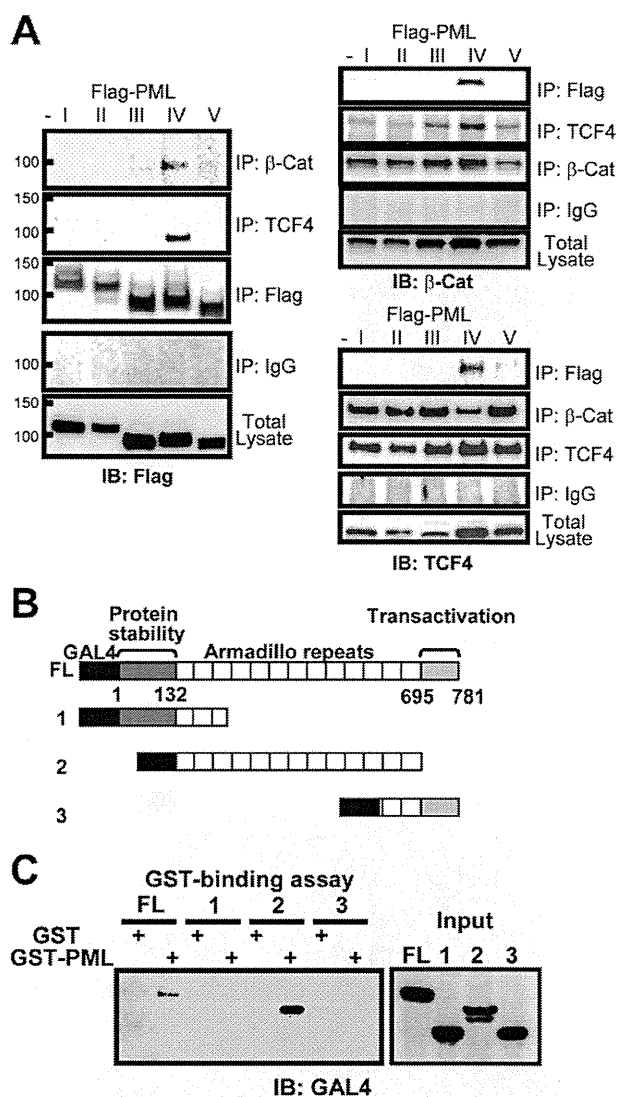 A
Flag-PML
- I II III IV V
100
IP: β-Cat
150
100
IP: TCF4
150
100
IP: Flag
100
IP: IgG
150
100
Total
Lysate
IB: Flag
Flag-PML
- I II III IV V
IP: Flag
IP: TCF4
IP: β-Cat
IP: IgG
Total
Lysate
IB: β-Cat
Flag-PML
- I II III IV V
IP: Flag
IP: β-Cat
IP: TCF4
IP: IgG
Total
Lysate
IB: TCF4
B
Protein
stability
Transactivation
GAL4
Armadillo repeats
FL
1 132 695 781
1
2
3
C
GST-binding assay
FL 1 2 3
GST + + + +
GST-PML + + + +
Input
FL 1 2 3
IB: GAL4